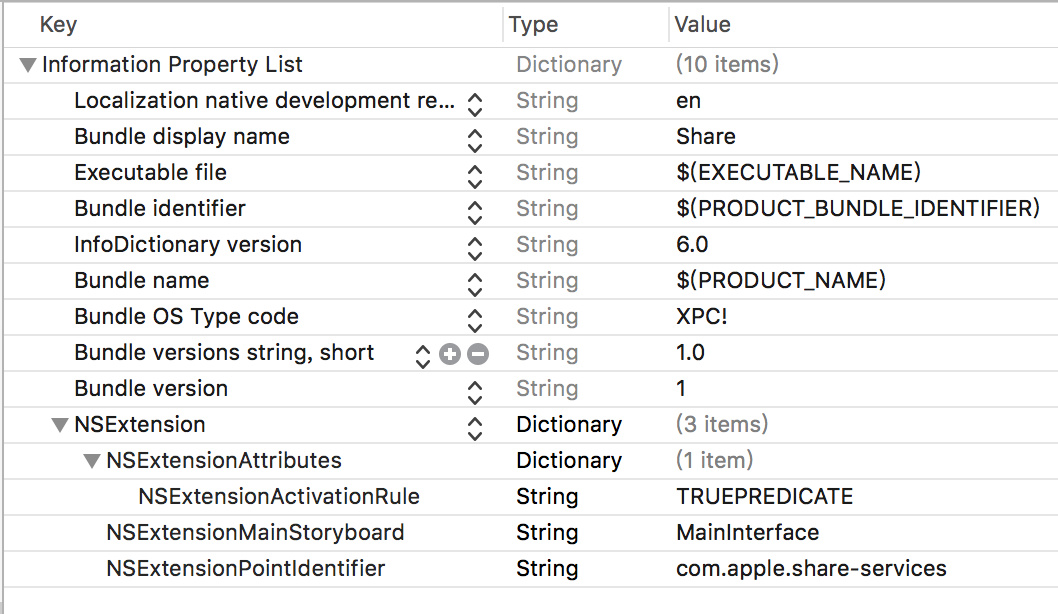 Key Type Value
Information Property List Dictionary (10 items)
Localization native development re... String en
Bundle display name String Share
Executable file String $(EXECUTABLE_NAME)
Bundle identifier String $(PRODUCT_BUNDLE_IDENTIFIER)
InfoDictionary version String 6.0
Bundle name String $(PRODUCT_NAME)
Bundle OS Type code String XPC!
Bundle versions string, short String 1.0
Bundle version String 1
NSExtension Dictionary (3 items)
NSExtensionAttributes Dictionary (1 item)
NSExtensionActivationRule String TRUEPREDICATE
NSExtensionMainStoryboard String MainInterface
NSExtensionPointIdentifier String com.apple.share-services